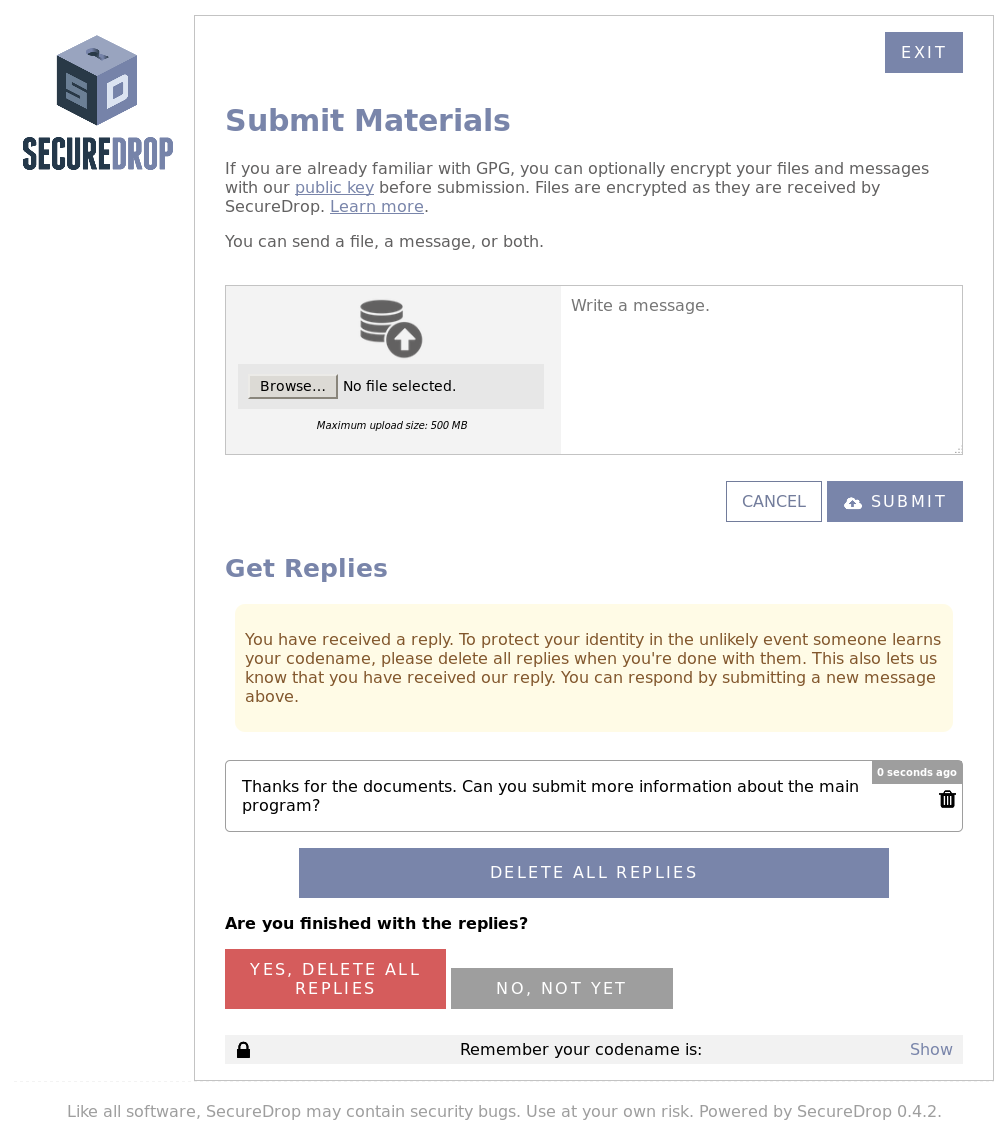 SECUREDROP
EXIT
Submit Materials
If you are already familiar with GPG, you can optionally encrypt your files and messages
with our public key before submission. Files are encrypted as they are received by
SecureDrop. Learn more.
You can send a file, a message, or both.
Browse... No file selected.
Maximum upload size: 500 MB
Write a message.
CANCEL
SUBMIT
Get Replies
You have received a reply. To protect your identity in the unlikely event someone learns
your codename, please delete all replies when you're done with them. This also lets us
know that you have received our reply. You can respond by submitting a new message
above.
0 seconds ago
Thanks for the documents. Can you submit more information about the main
program?
DELETE ALL REPLIES
Are you finished with the replies?
YES, DELETE ALL
REPLIES
NO, NOT YET
Remember your codename is:
Show
Like all software, SecureDrop may contain security bugs. Use at your own risk. Powered by SecureDrop 0.4.2.